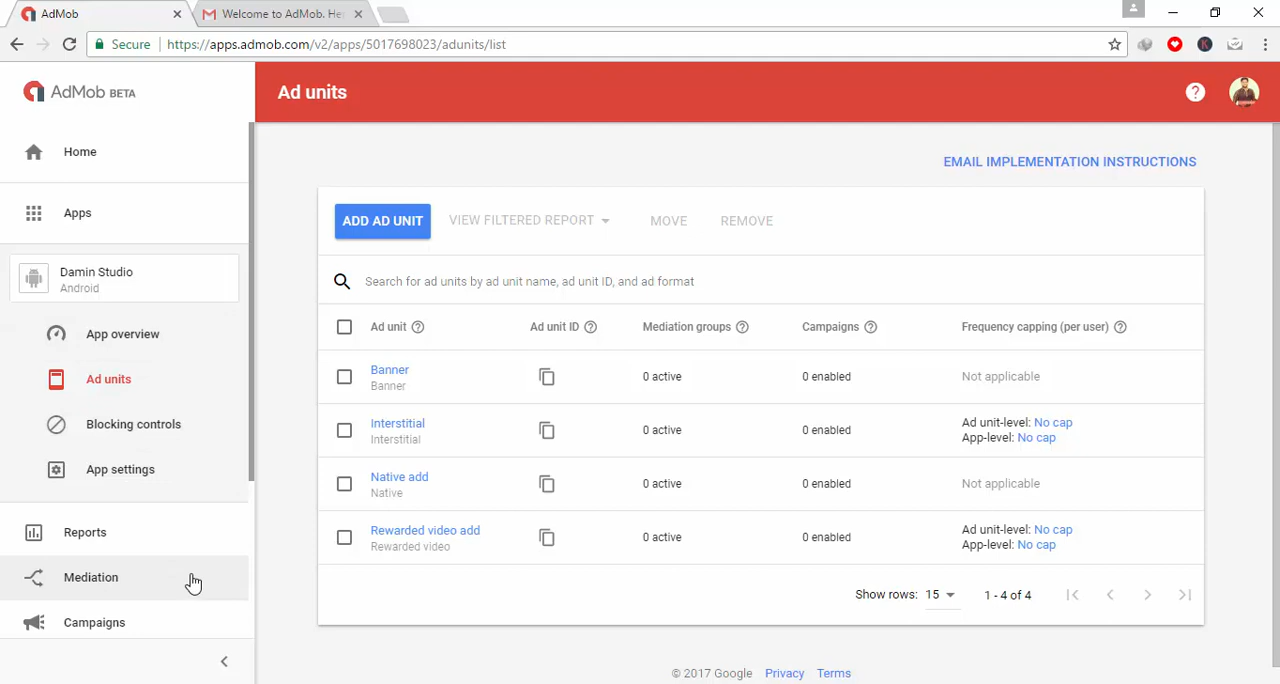 AdMob
Welcome to AdMob. He
Secure
https://apps.admob.com/v2/apps/5017698023/adunits/list
AdMob BETA
Ad units
Home
EMAIL IMPLEMENTATION INSTRUCTIONS
Apps
ADD AD UNIT
VIEW FILTERED REPORT
MOVE
REMOVE
Damin Studio
Android
Search for ad units by ad unit name, ad unit ID, and ad format
App overview
Ad units
Blocking controls
App settings
Reports
Mediation
Campaigns
Ad unit
Ad unit ID
Mediation groups
Campaigns
Frequency capping (per user)
Banner
Banner
0 active
0 enabled
Not applicable
Interstitial
Interstitial
0 active
0 enabled
Ad unit-level: No cap
App-level: No cap
Native add
Native
0 active
0 enabled
Not applicable
Rewarded video add
Rewarded video
0 active
0 enabled
Ad unit-level: No cap
App-level: No cap
Show rows: 15
1 - 4 of 4
© 2017 Google Privacy Terms